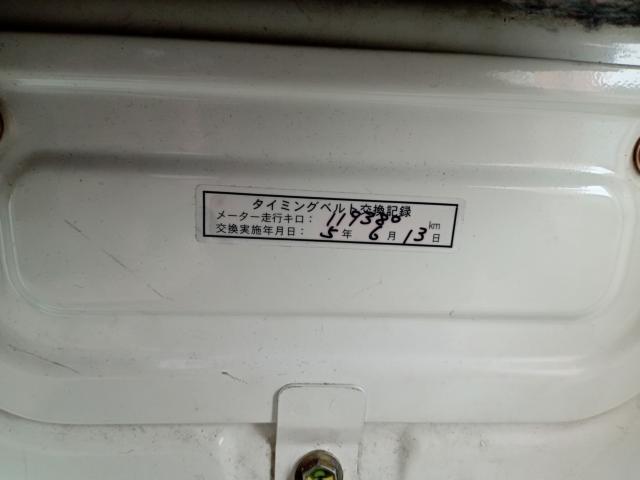 タイミングベルト交換記録
メーター走行キロ: 119380 km
交換実施年月日: 5年 6月 13日